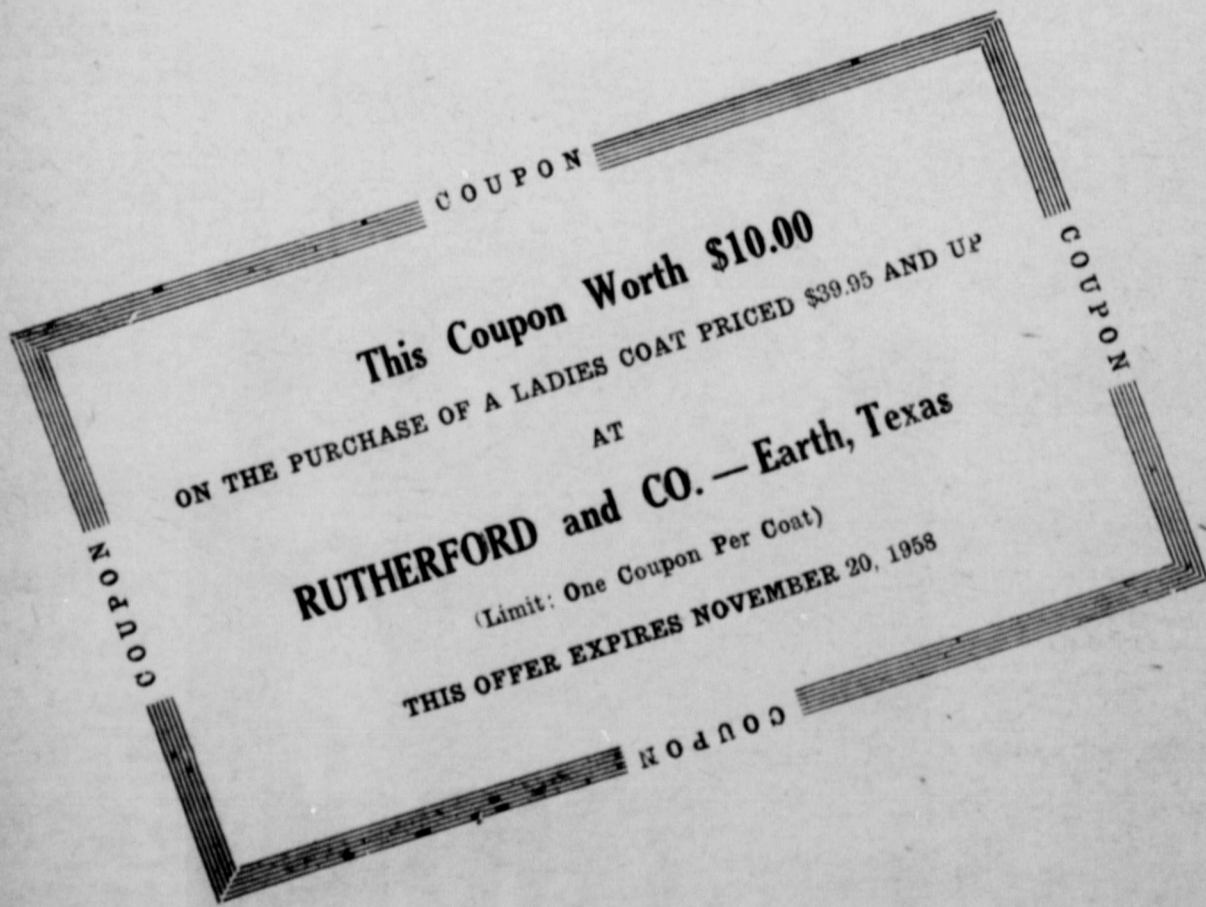 COUPON
This Coupon Worth $10.00
ON THE PURCHASE OF A LADIES COAT PRICED $39.95 AND UP
AT
RUTHERFORD and CO. — Earth, Texas
(Limit: One Coupon Per Coat)
THIS OFFER EXPIRES NOVEMBER 20, 1958
COUPON
COUPON
COUPON